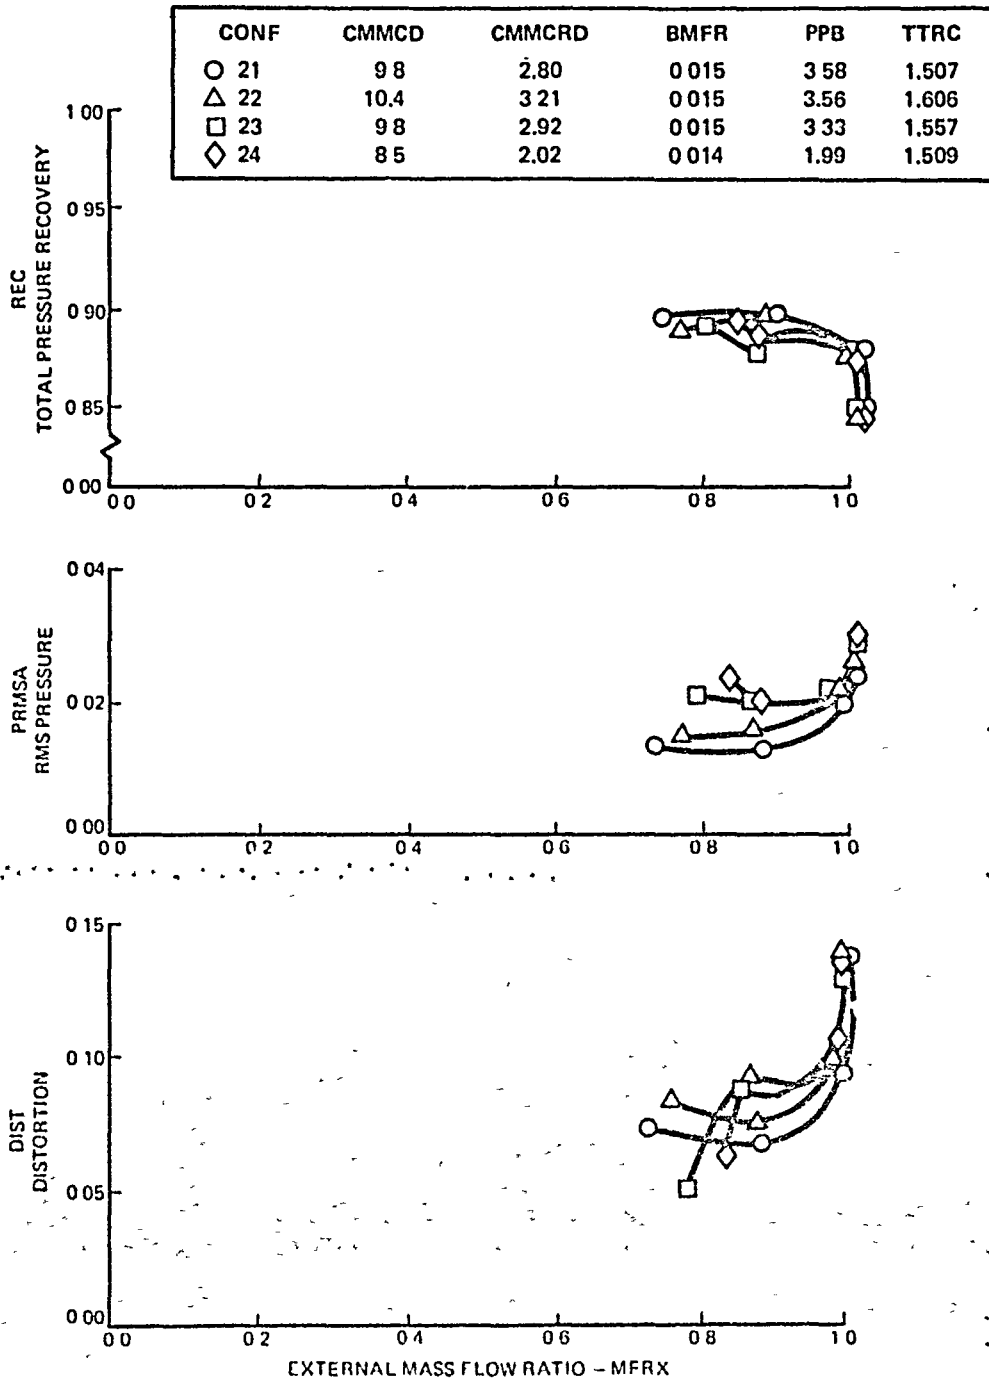 CONF CMMCD CMMCRD BMFR PPB TTRC
21 9 8 2.80 0 015 3 58 1.507
22 10.4 3 21 0 015 3.56 1.606
23 9 8 2.92 0 015 3 33 1.557
24 8 5 2.02 0 014 1.99 1.509
REC
TOTAL PRESSURE RECOVERY
1 00
0 95
0 90
0 85
0 00
0 0 0 2 0 4 0 6 0 8 1 0
PRMSA
RMS PRESSURE
0 04
0 02
0 00
0 0 0 2 0 4 0 6 0 8 1 0
DIST
DISTORTION
0 15
0 10
0 05
0 00
0 0 0 2 0 4 0 6 0 8 1 0
EXTERNAL MASS FLOW RATIO – MFRX